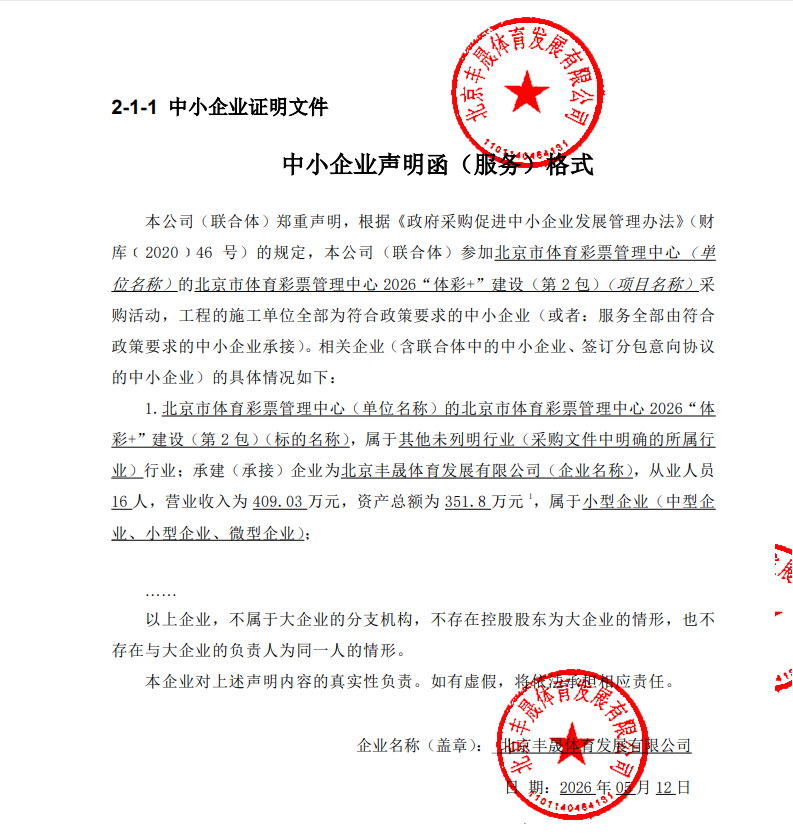 北京丰晟体育发展有限公司
1101140464131
2-1-1 中小企业证明文件
中小企业声明函（服务）格式
本公司（联合体）郑重声明，根据《政府采购促进中小企业发展管理办法》（财
库﹝2020﹞46 号）的规定，本公司（联合体）参加北京市体育彩票管理中心（单
位名称）的北京市体育彩票管理中心 2026“体彩+”建设（第 2 包）（项目名称）采
购活动，工程的施工单位全部为符合政策要求的中小企业（或者：服务全部由符合
政策要求的中小企业承接）。相关企业（含联合体中的中小企业、签订分包意向协议
的中小企业）的具体情况如下：
1. 北京市体育彩票管理中心（单位名称）的北京市体育彩票管理中心 2026“体
彩+”建设（第 2 包）（标的名称），属于其他未列明行业（采购文件中明确的所属行
业）行业；承建（承接）企业为北京丰晟体育发展有限公司（企业名称），从业人员
16 人，营业收入为 409.03 万元，资产总额为 351.8 万元 1，属于小型企业（中型企
业、小型企业、微型企业）；
……
以上企业，不属于大企业的分支机构，不存在控股股东为大企业的情形，也不
存在与大企业的负责人为同一人的情形。
本企业对上述声明内容的真实性负责。如有虚假，将依法承担相应责任。
企业名称（盖章）：北京丰晟体育发展有限公司
日 期：2026 年 05 月 12 日
北京丰晟体育发展有限公司
1101140464131